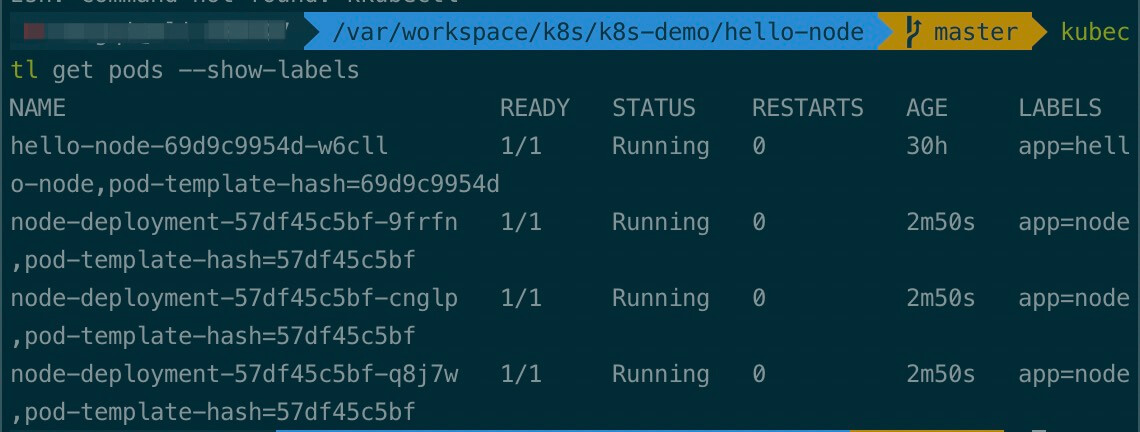 /var/workspace/k8s/k8s-demo/hello-node master kubec
tl get pods --show-labels
NAME READY STATUS RESTARTS AGE LABELS
hello-node-69d9c9954d-w6cll 1/1 Running 0 30h app=hell
o-node,pod-template-hash=69d9c9954d
node-deployment-57df45c5bf-9frfn 1/1 Running 0 2m50s app=node
,pod-template-hash=57df45c5bf
node-deployment-57df45c5bf-cnglp 1/1 Running 0 2m50s app=node
,pod-template-hash=57df45c5bf
node-deployment-57df45c5bf-q8j7w 1/1 Running 0 2m50s app=node
,pod-template-hash=57df45c5bf